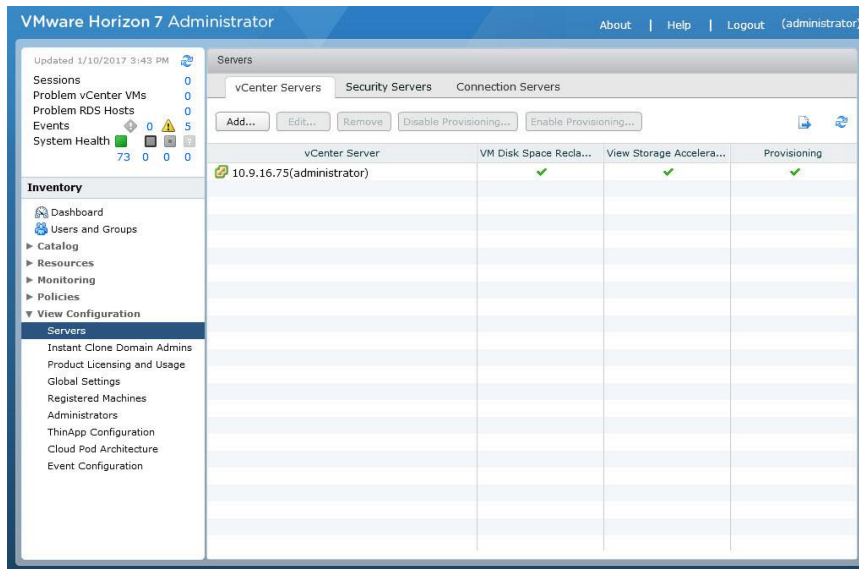 VMware Horizon 7 Administrator
About | Help | Logout (administrator)
Updated 1/10/2017 3:43 PM
Sessions 0
Problem vCenter VMs 0
Problem RDS Hosts 0
Events 0 5
System Health
73 0 0 0
Inventory
Dashboard
Users and Groups
Catalog
Resources
Monitoring
Policies
View Configuration
Servers
Instant Clone Domain Admins
Product Licensing and Usage
Global Settings
Registered Machines
Administrators
ThinApp Configuration
Cloud Pod Architecture
Event Configuration
Servers
vCenter Servers Security Servers Connection Servers
Add... Edit... Remove Disable Provisioning... Enable Provisioning...
vCenter Server VM Disk Space Recla... View Storage Accelera... Provisioning
10.9.16.75(administrator)